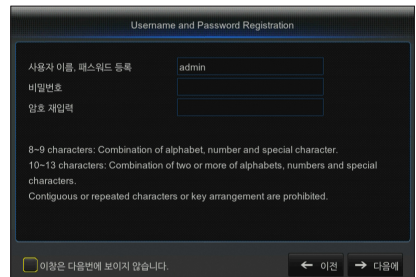 Username and Password Registration
사용자 이름, 패스워드 등록
admin
비밀번호
암호 재입력
8~9 characters: Combination of alphabet, number and special character.
10~13 characters: Combination of two or more of alphabets, numbers and special
characters.
Contiguous or repeated characters or key arrangement are prohibited.
이창은 다음번에 보이지 않습니다.
이전
다음에